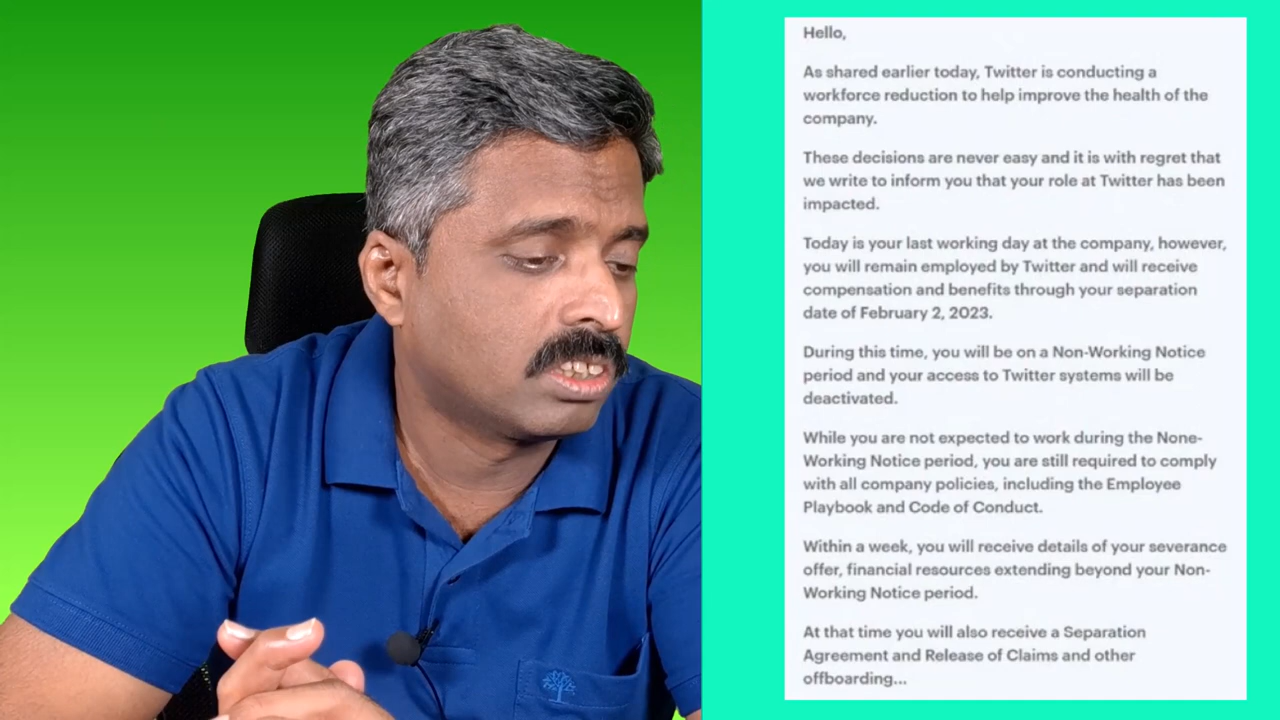 Hello,
As shared earlier today, Twitter is conducting a
workforce reduction to help improve the health of the
company.
These decisions are never easy and it is with regret that
we write to inform you that your role at Twitter has been
impacted.
Today is your last working day at the company, however,
you will remain employed by Twitter and will receive
compensation and benefits through your separation
date of February 2, 2023.
During this time, you will be on a Non-Working Notice
period and your access to Twitter systems will be
deactivated.
While you are not expected to work during the None-
Working Notice period, you are still required to comply
with all company policies, including the Employee
Playbook and Code of Conduct.
Within a week, you will receive details of your severance
offer, financial resources extending beyond your Non-
Working Notice period.
At that time you will also receive a Separation
Agreement and Release of Claims and other
offboarding...